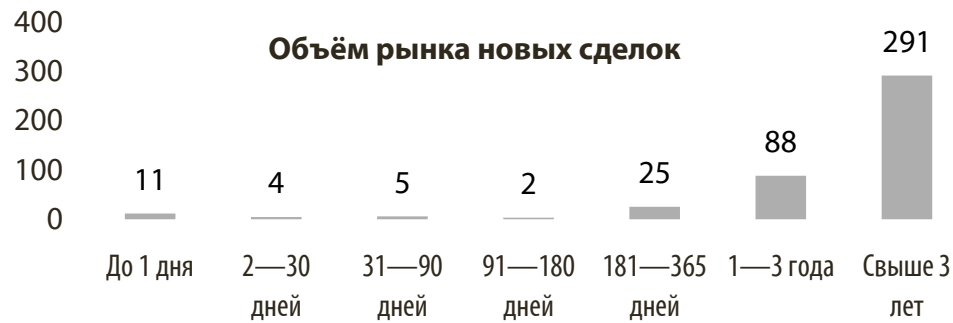 Объём рынка новых сделок
400
300
200
100
0
11
4
5
2
25
88
291
До 1 дня
2—30
дней
31—90
дней
91—180
дней
181—365
дней
1—3 года
Свыше 3
лет